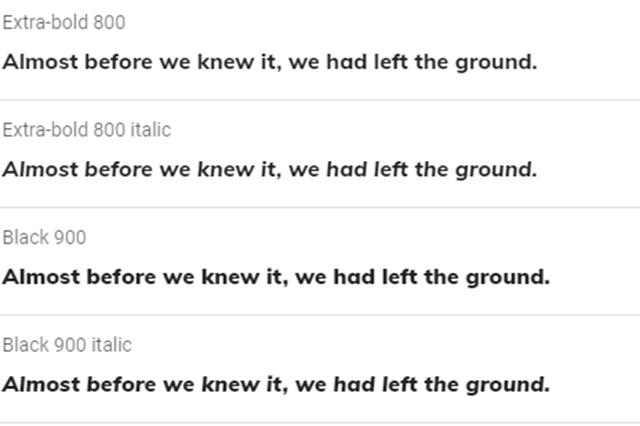 Extra-bold 800
Almost before we knew it, we had left the ground.
Extra-bold 800 italic
Almost before we knew it, we had left the ground.
Black 900
Almost before we knew it, we had left the ground.
Black 900 italic
Almost before we knew it, we had left the ground.